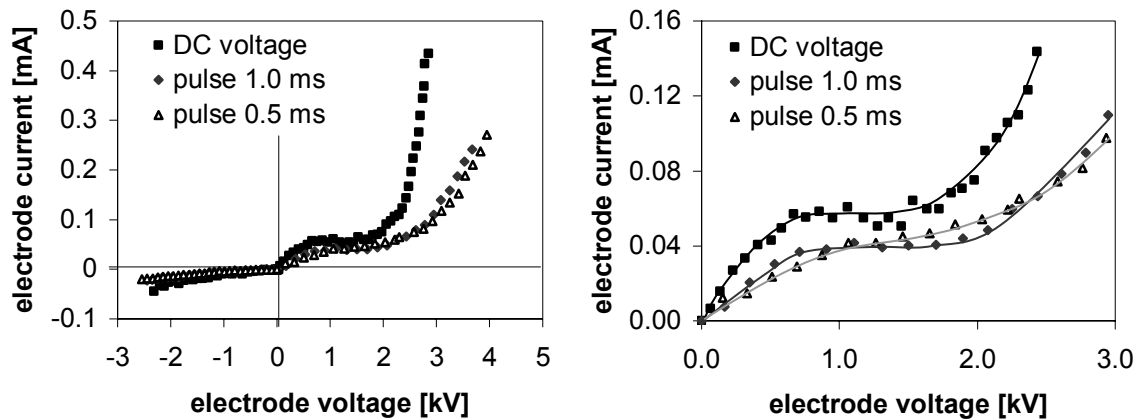 0.5
0.4
0.3
0.2
0.1
0
-0.1
electrode current [mA]
DC voltage
pulse 1.0 ms
pulse 0.5 ms
-3 -2 -1 0 1 2 3 4 5
electrode voltage [kV]
0.16
0.12
0.08
0.04
0.00
electrode current [mA]
DC voltage
pulse 1.0 ms
pulse 0.5 ms
0.0 1.0 2.0 3.0
electrode voltage [kV]